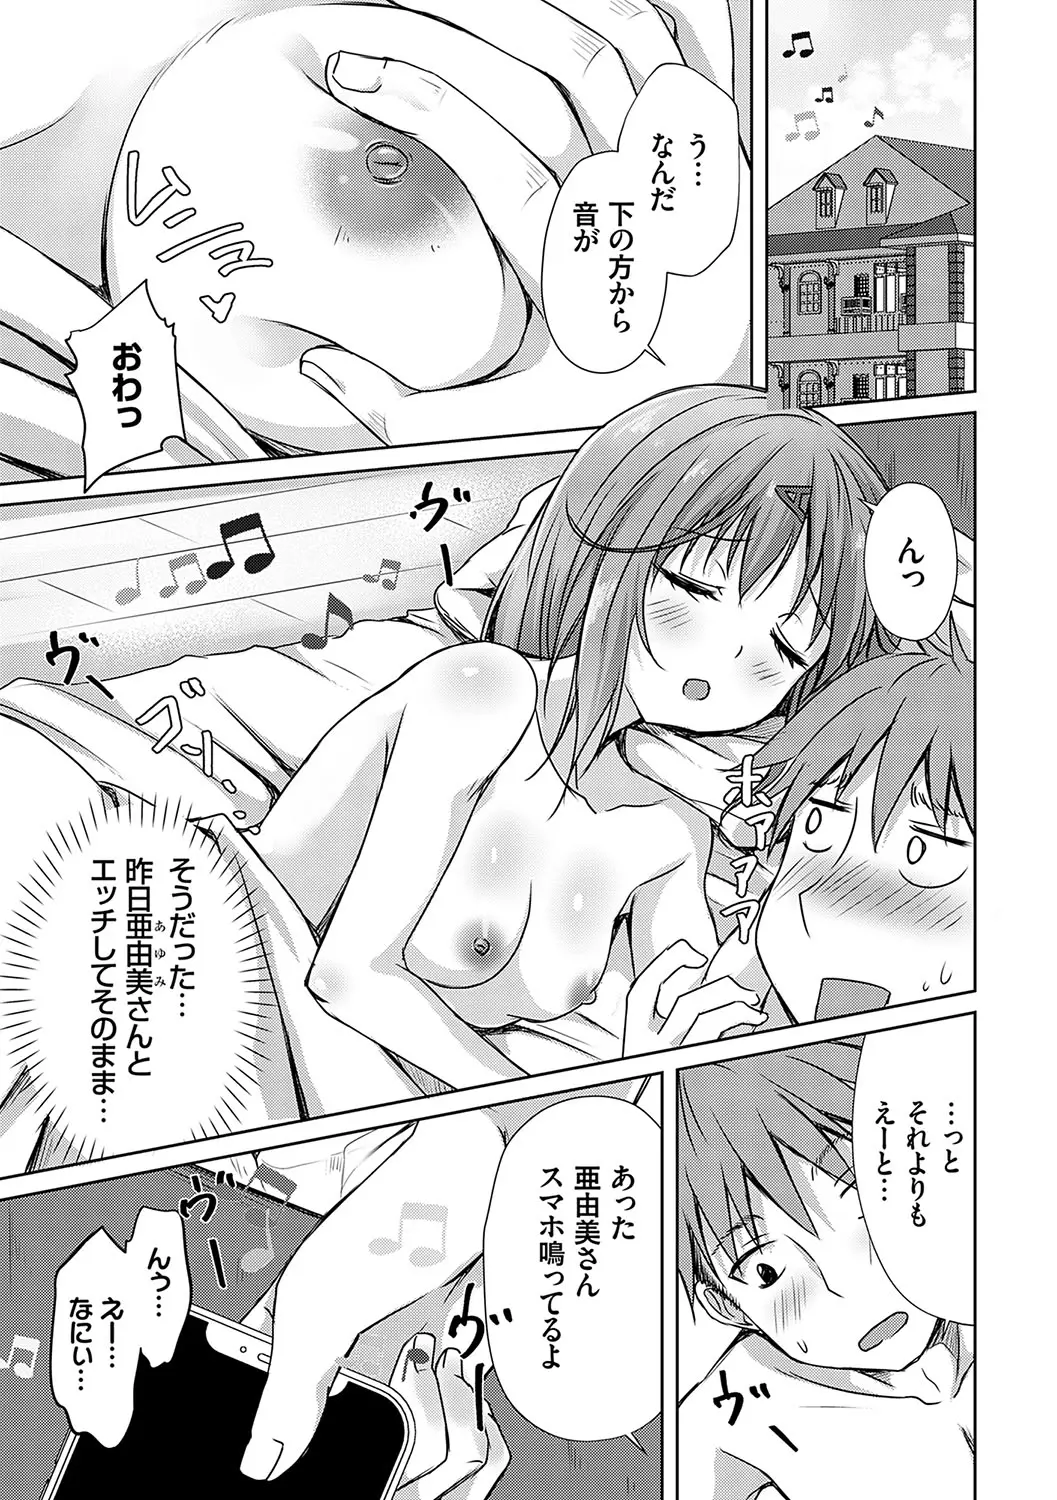 う…
なんだ
下の方から
音が
ムニュ
おわっ
んっ
ヴー
ヴー
ホァァァ
そうだった…
昨日亜由美さんと
あゆみ
エッチしてそのまま…
…っと
それよりも
えーと…
あった
亜由美さん
スマホ鳴ってるよ
ヴー
ヴー
ヴー
んぅ…
えー…
なにぃ…